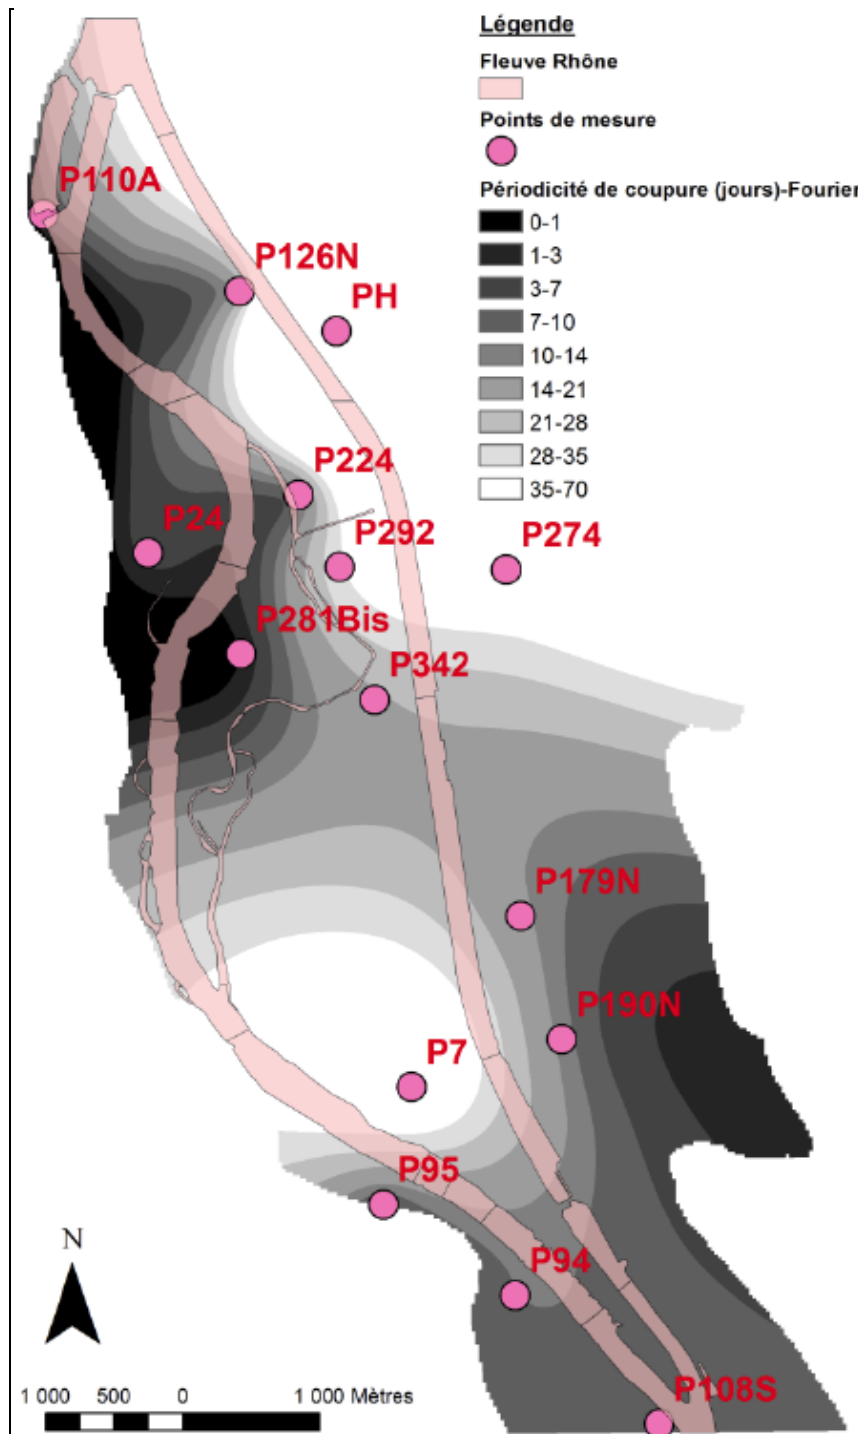 Légende
Fleuve Rhône
Points de mesure
Périodicité de coupure (jours)-Fourier
0-1
1-3
3-7
7-10
10-14
14-21
21-28
28-35
35-70
P110A
P126N
PH
P224
P24
P292
P274
P281Bis
P342
P179N
P190N
P7
P95
P94
P108S
N
1 000 500 0 1 000 Mètres